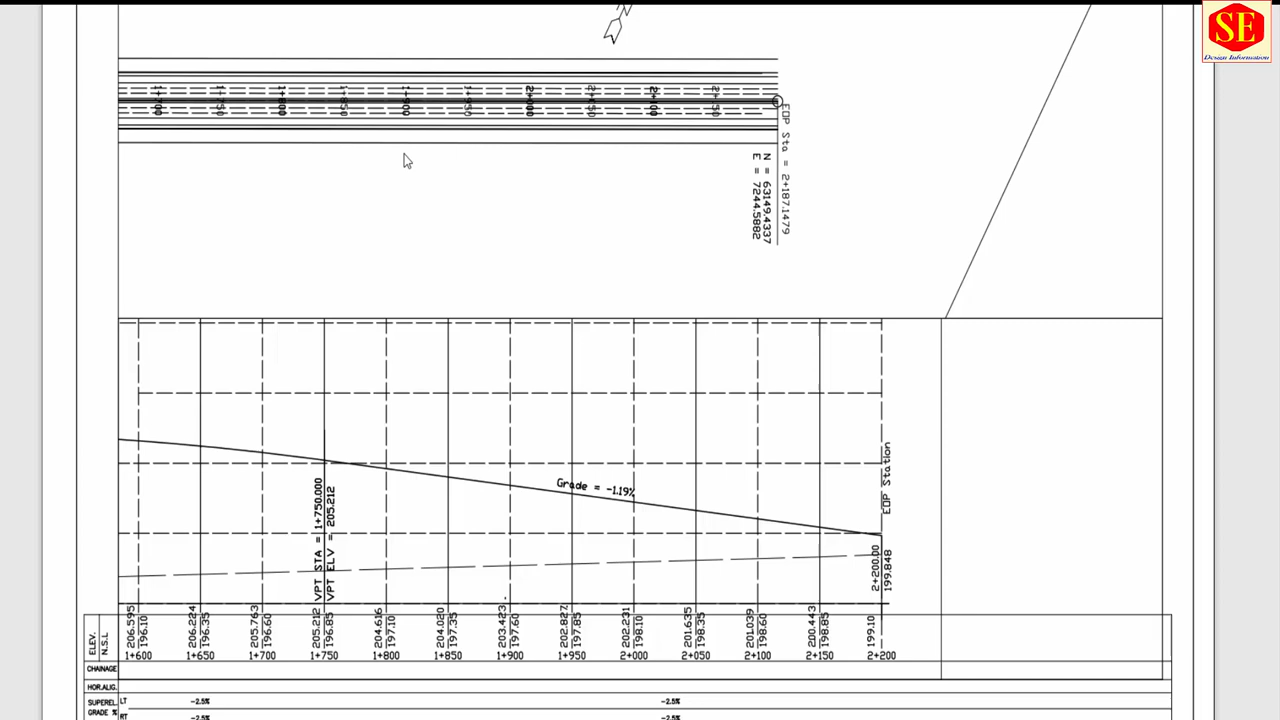 SE
Design Information
1+700
1+750
1+800
1+850
1+900
1+950
2+000
2+050
2+100
2+150
EOP Sta = 2+187.1479
N = 63149.4337
E = 7244.5882
Grade = -1.19%
EOP Station
VPT STA = 1+750.000
VPT ELV = 205.212
2+200.00
199.848
ELEV. 206.595 206.224 205.763 205.212 204.616 204.020 203.423 202.827 202.231 201.635 201.039 200.443
N.S.L 196.10 196.35 196.60 196.85 197.10 197.35 197.60 197.85 198.10 198.35 198.60 198.85 199.10
1+600 1+650 1+700 1+750 1+800 1+850 1+900 1+950 2+000 2+050 2+100 2+150 2+200
CHAINAGE
HOR.ALIG.
SUPEREL. LT -2.5% -2.5%
GRADE % RT -2.5% -2.5%